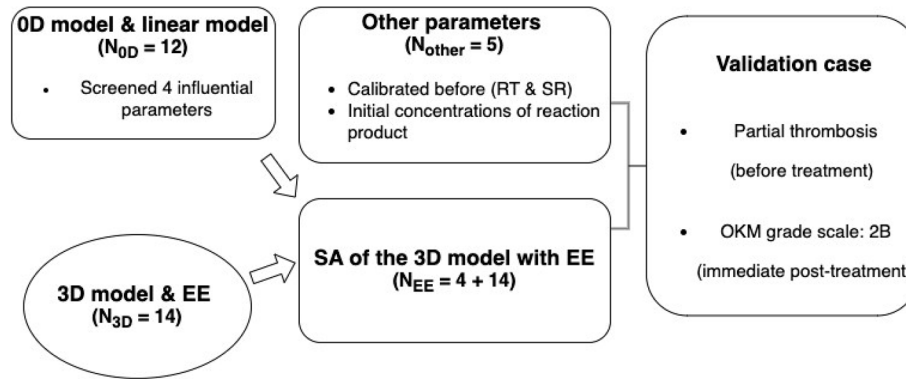 0D model & linear model
(N0D = 12)
• Screened 4 influential
parameters
Other parameters
(Nother = 5)
• Calibrated before (RT & SR)
• Initial concentrations of reaction
product
3D model & EE
(N3D = 14)
SA of the 3D model with EE
(NEE = 4 + 14)
Validation case
• Partial thrombosis
(before treatment)
• OKM grade scale: 2B
(immediate post-treatment